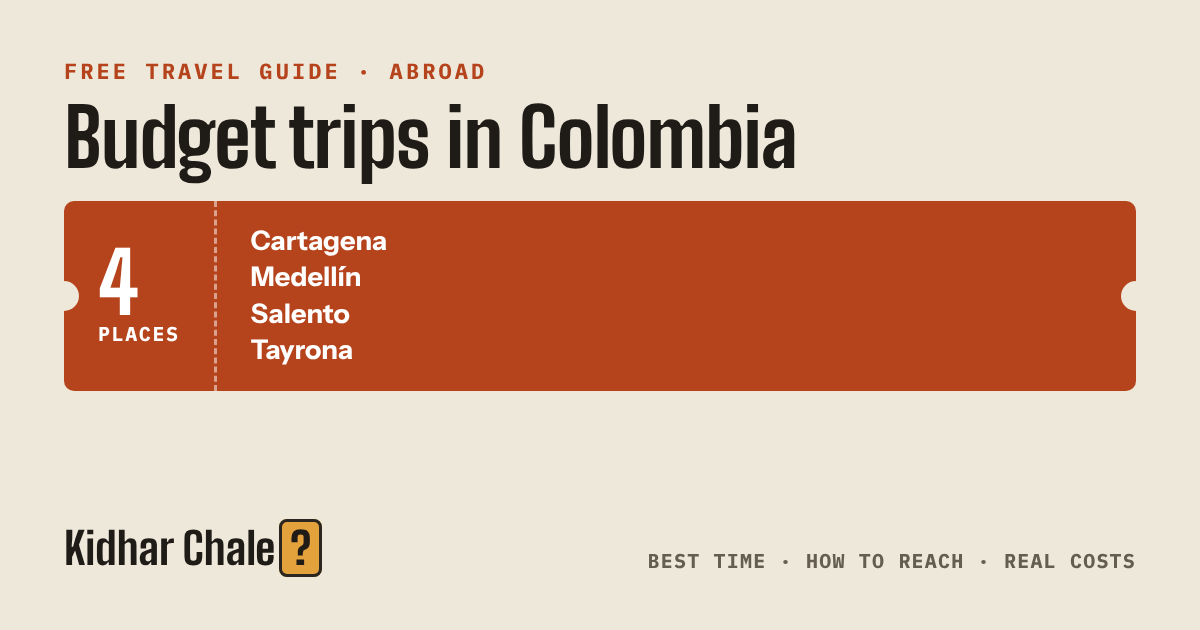 FREE TRAVEL GUIDE · ABROAD
Budget trips in Colombia
4
PLACES
Cartagena
Medellín
Salento
Tayrona
Kidhar Chale ?
BEST TIME · HOW TO REACH · REAL COSTS